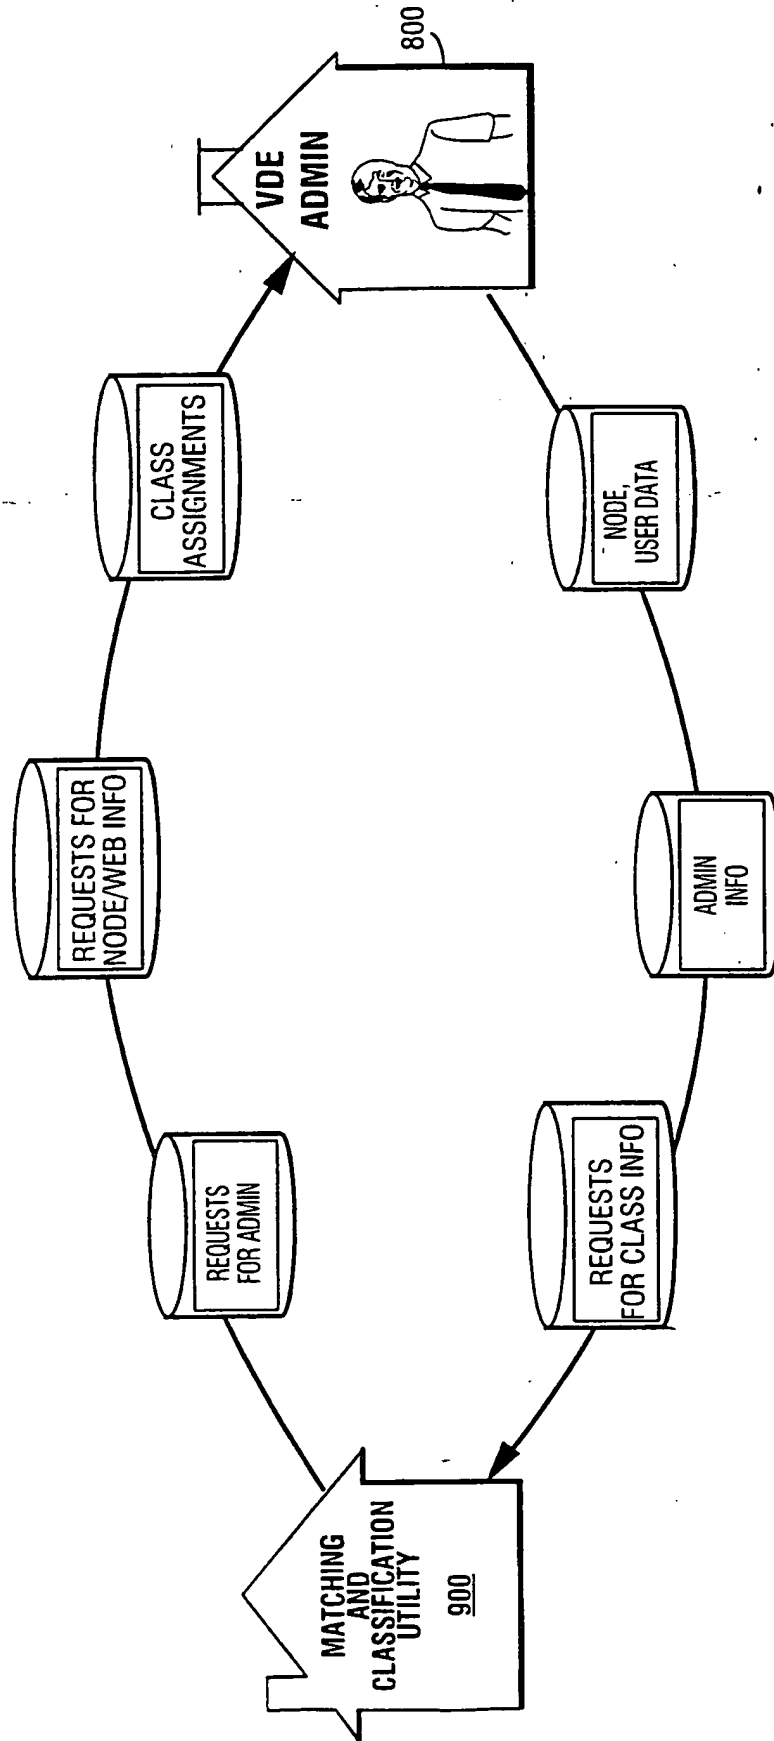 REQUESTS FOR
NODE/WEB INFO
REQUESTS
FOR ADMIN
CLASS
ASSIGNMENTS
MATCHING
AND
CLASSIFICATION
UTILITY
900
VDE
ADMIN
800
REQUESTS
FOR CLASS INFO
NODE,
USER DATA
ADMIN
INFO